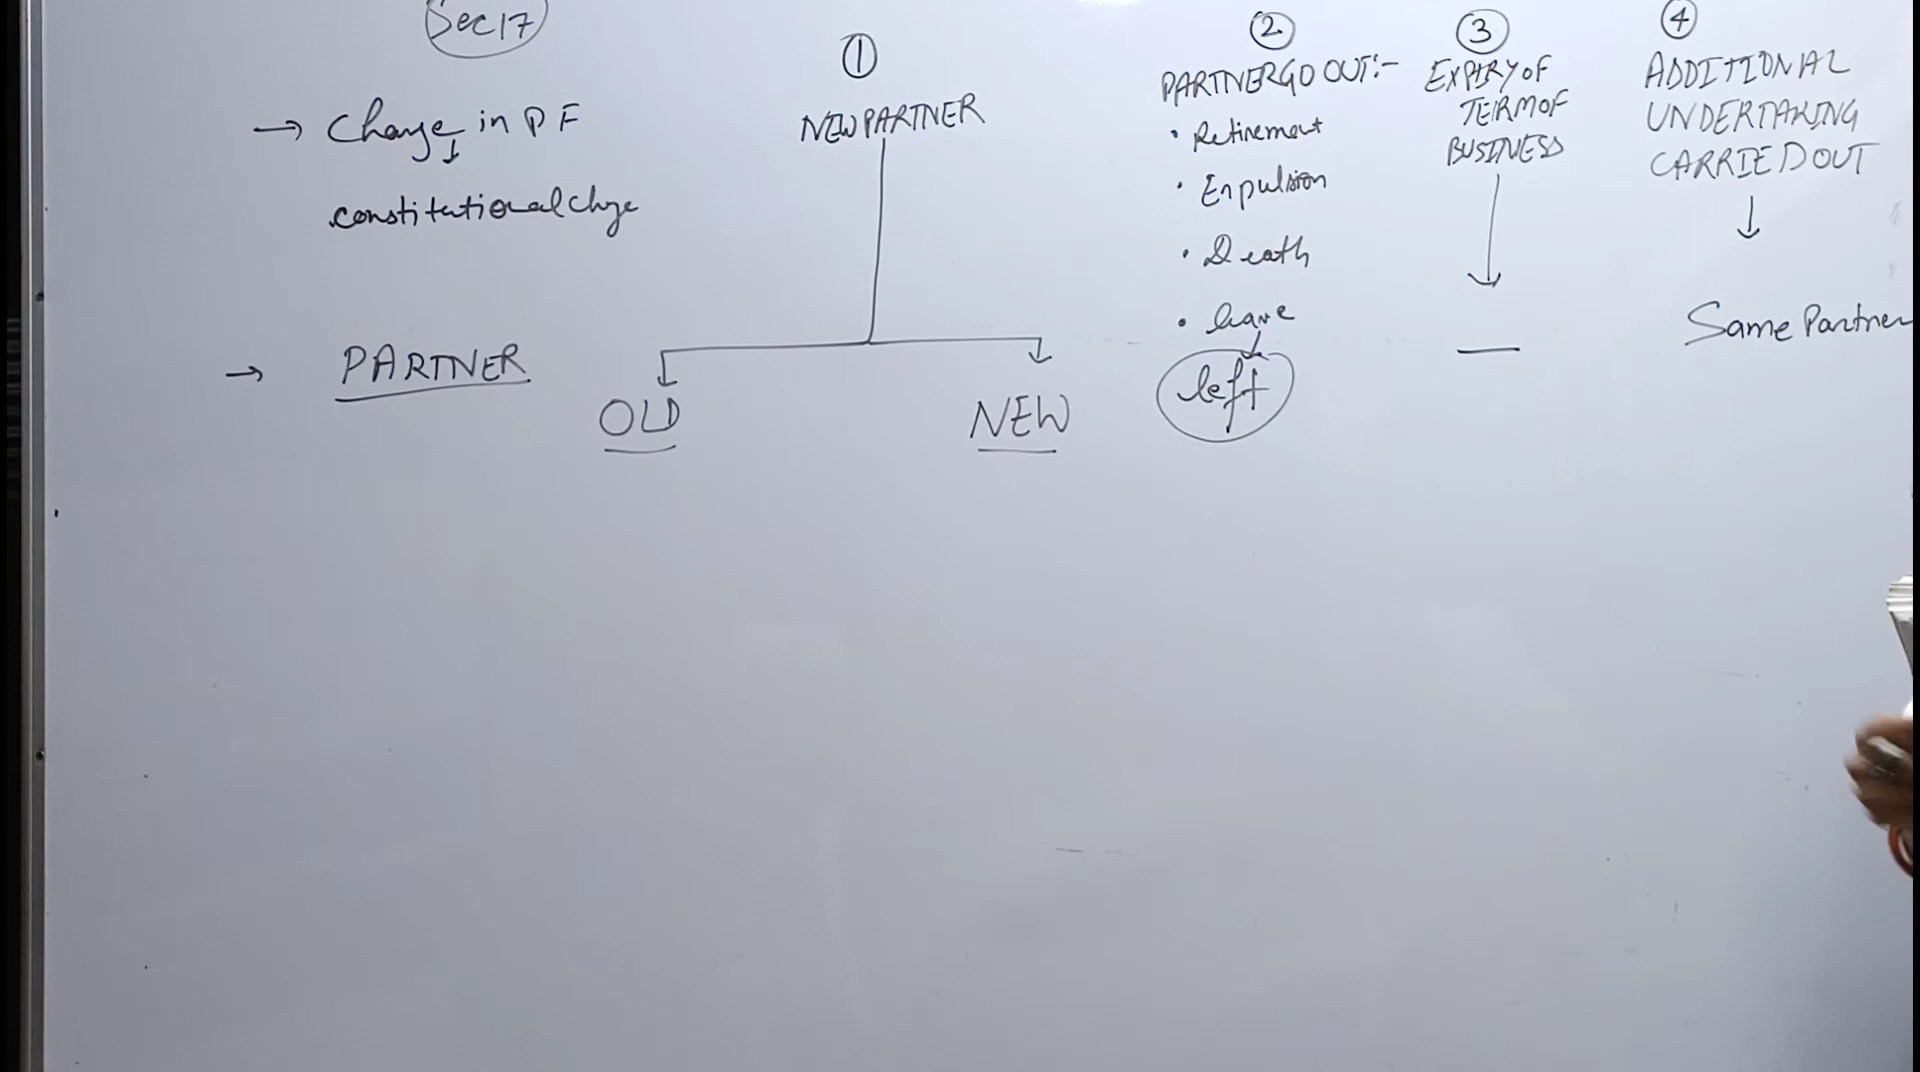 Sec 17
→ Change in PF
↓
constitutional chge
→ PARTNER
①
NEW PARTNER
OLD
NEW
②
PARTNER GO OUT:-
• Retirement
• Expulsion
• Death
• leave
left
③
EXPIRY OF
TERM OF
BUSINESS
—
④
ADDITIONAL
UNDERTAKING
CARRIED OUT
↓
Same Partner